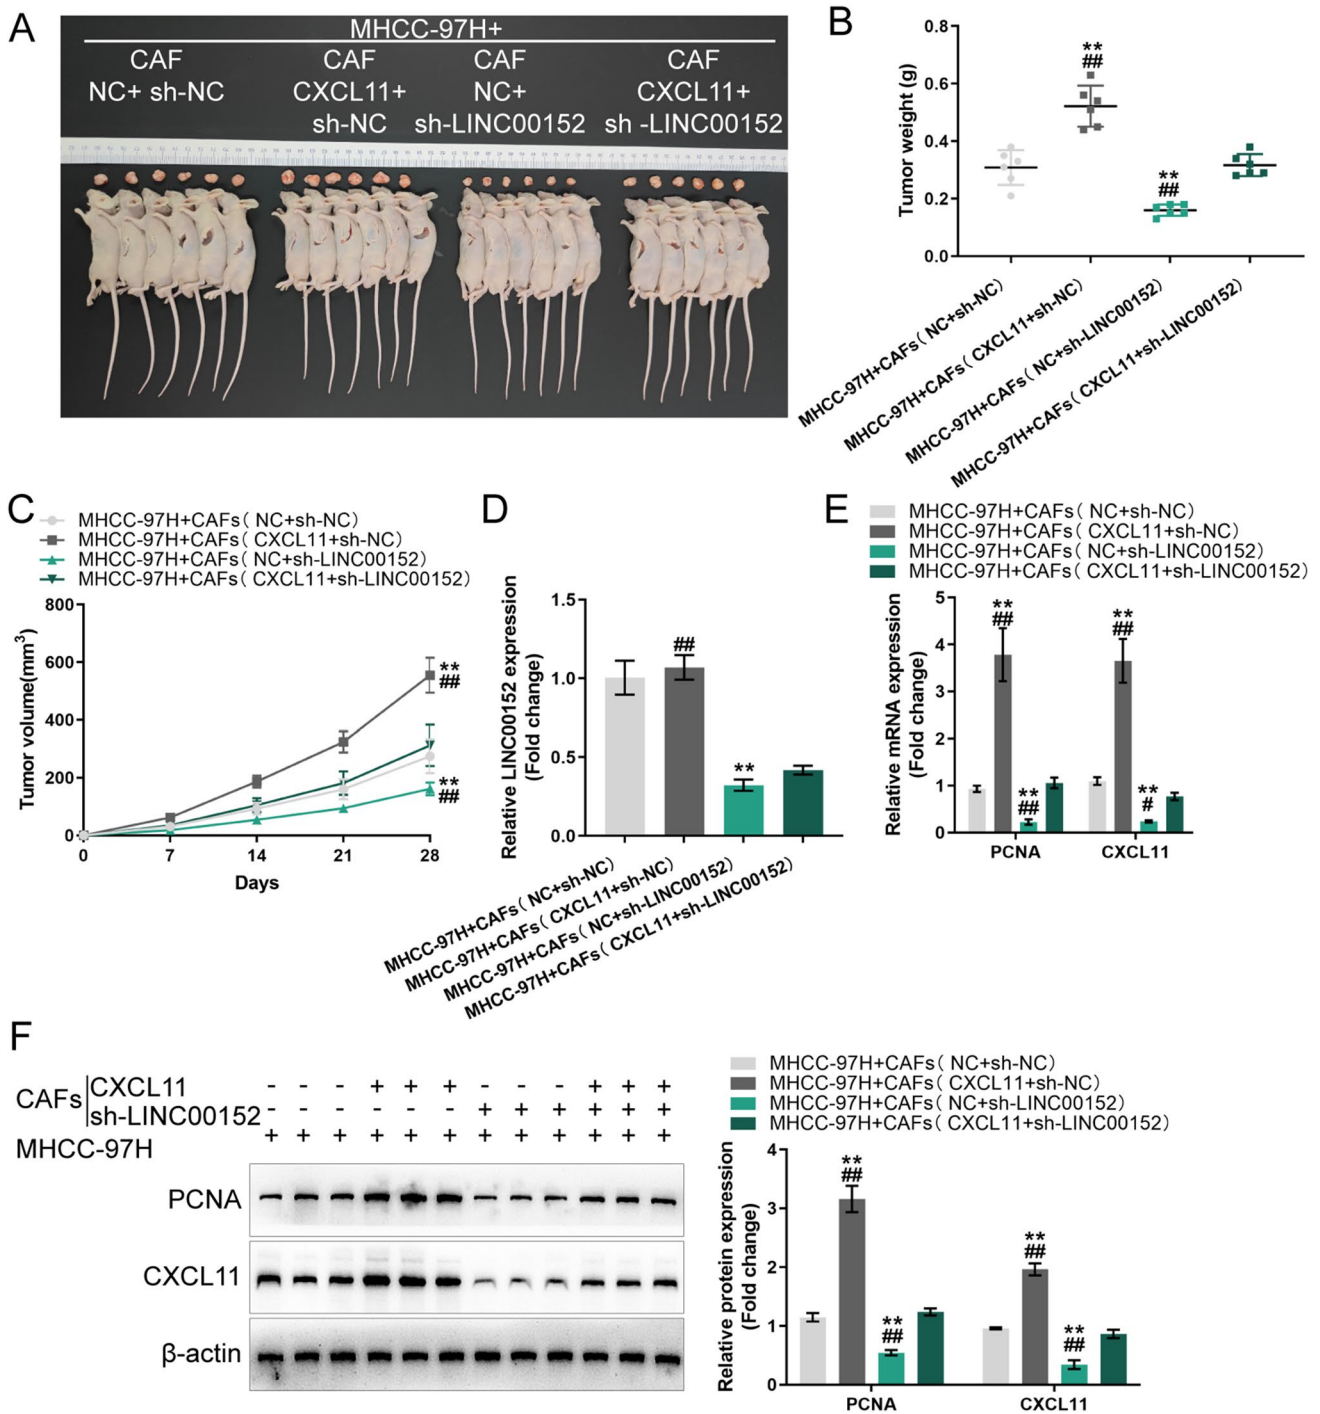 A
MHCC-97H+
CAF
NC+ sh-NC
CAF
CXCL11+
sh-NC
CAF
NC+
sh-LINC00152
CAF
CXCL11+
sh -LINC00152
B
Tumor weight (g)
0.8
0.6
0.4
0.2
0.0
**
##
**
##
MHCC-97H+CAFs( NC+sh-NC)
MHCC-97H+CAFs( CXCL11+sh-NC)
MHCC-97H+CAFs( NC+sh-LINC00152)
MHCC-97H+CAFs( CXCL11+sh-LINC00152)
C
MHCC-97H+CAFs( NC+sh-NC)
MHCC-97H+CAFs( CXCL11+sh-NC)
MHCC-97H+CAFs( NC+sh-LINC00152)
MHCC-97H+CAFs( CXCL11+sh-LINC00152)
Tumor volume(mm³)
800
600
400
200
0
**
##
**
##
0 7 14 21 28
Days
D
Relative LINC00152 expression
(Fold change)
1.5
1.0
0.5
0.0
##
**
MHCC-97H+CAFs( NC+sh-NC)
MHCC-97H+CAFs( CXCL11+sh-NC)
MHCC-97H+CAFs( NC+sh-LINC00152)
MHCC-97H+CAFs( CXCL11+sh-LINC00152)
E
MHCC-97H+CAFs( NC+sh-NC)
MHCC-97H+CAFs( CXCL11+sh-NC)
MHCC-97H+CAFs( NC+sh-LINC00152)
MHCC-97H+CAFs( CXCL11+sh-LINC00152)
Relative mRNA expression
(Fold change)
5
4
3
2
1
0
**
##
**
##
**
##
**
#
PCNA CXCL11
F
CAFs
CXCL11 - - - + + + - - - + + +
sh-LINC00152 - - - - - - + + + + + +
MHCC-97H + + + + + + + + + + + +
PCNA
CXCL11
β-actin
MHCC-97H+CAFs( NC+sh-NC)
MHCC-97H+CAFs( CXCL11+sh-NC)
MHCC-97H+CAFs( NC+sh-LINC00152)
MHCC-97H+CAFs( CXCL11+sh-LINC00152)
Relative protein expression
(Fold change)
4
3
2
1
0
**
##
**
##
**
##
**
##
PCNA CXCL11